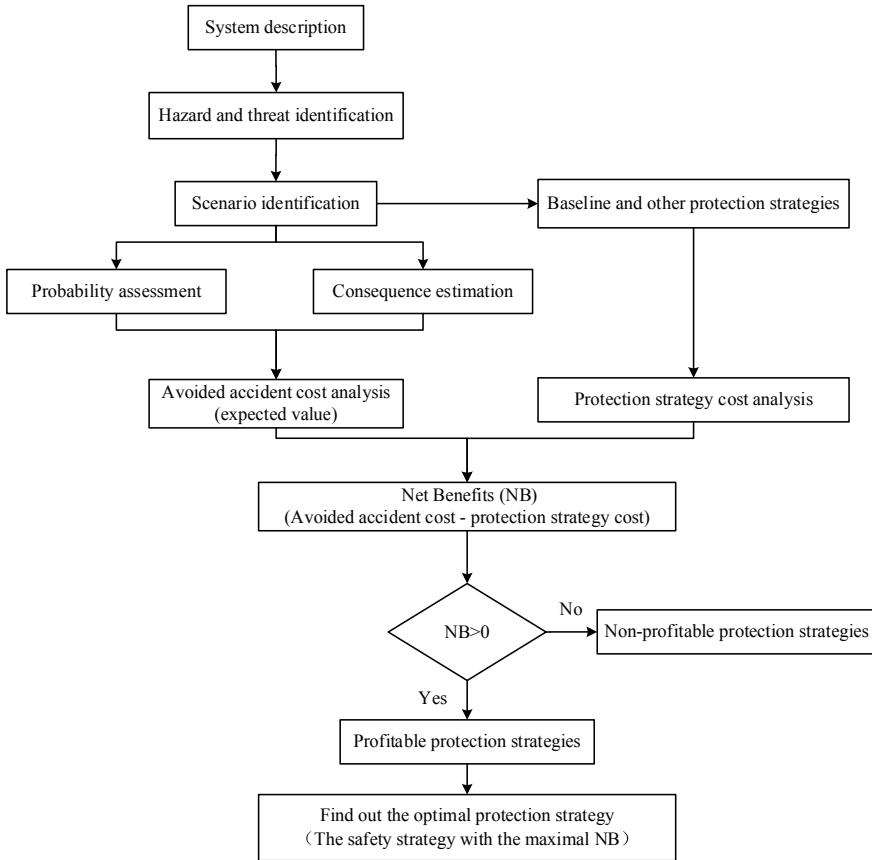 System description
Hazard and threat identification
Scenario identification
Baseline and other protection strategies
Probability assessment
Consequence estimation
Avoided accident cost analysis
(expected value)
Protection strategy cost analysis
Net Benefits (NB)
(Avoided accident cost - protection strategy cost)
NB>0
No
Non-profitable protection strategies
Yes
Profitable protection strategies
Find out the optimal protection strategy
（The safety strategy with the maximal NB）